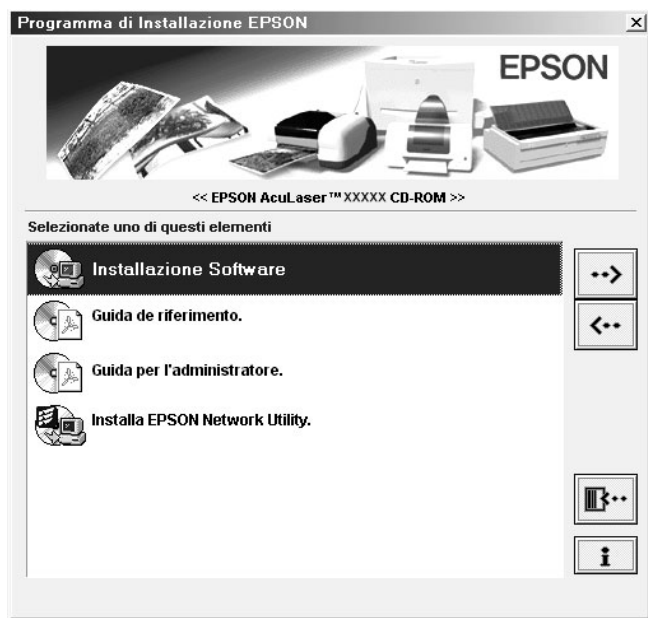 Programma di Installazione EPSON
EPSON
<< EPSON AcuLaser™ XXXXX CD-ROM >>
Selezionate uno di questi elementi
Installazione Software
Guida de riferimento.
Guida per l'administratore.
Installa EPSON Network Utility.